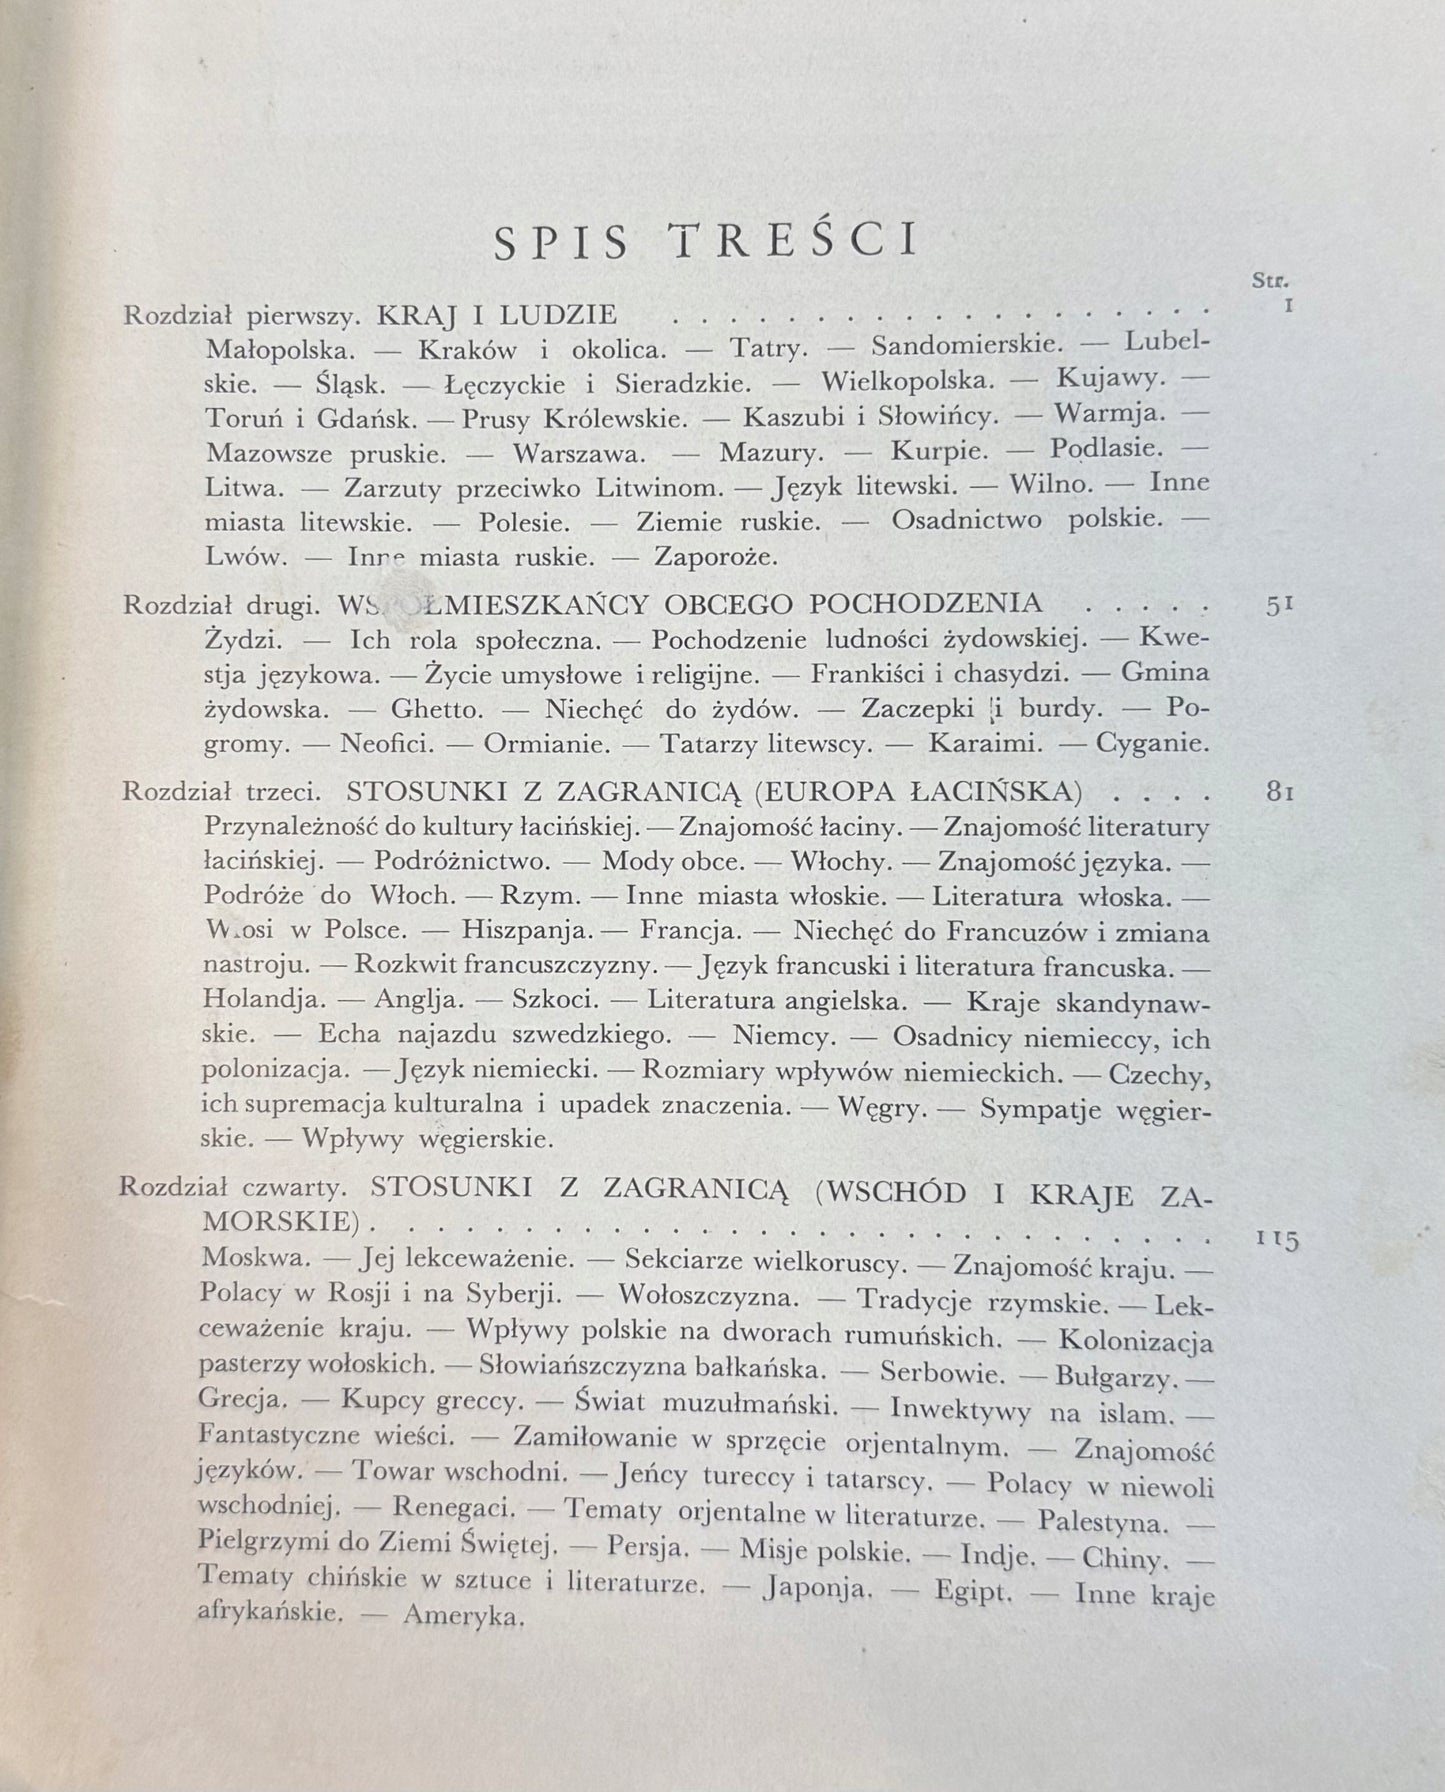 SPIS TREŚCI
Str.
Rozdział pierwszy. KRAJ I LUDZIE . . . . . . . . . . . . . . . . . . . 1
Małopolska. — Kraków i okolica. — Tatry. — Sandomierskie. — Lubel-
skie. — Śląsk. — Łęczyckie i Sieradzkie. — Wielkopolska. — Kujawy. —
Toruń i Gdańsk. — Prusy Królewskie. — Kaszubi i Słowińcy. — Warmja. —
Mazowsze pruskie. — Warszawa. — Mazury. — Kurpie. — Podlasie. —
Litwa. — Zarzuty przeciwko Litwinom. — Język litewski. — Wilno. — Inne
miasta litewskie. — Polesie. — Ziemie ruskie. — Osadnictwo polskie. —
Lwów. — Inne miasta ruskie. — Zaporoże.
Rozdział drugi. WSPÓŁMIESZKAŃCY OBCEGO POCHODZENIA . . . . . 51
Żydzi. — Ich rola społeczna. — Pochodzenie ludności żydowskiej. — Kwe-
stja językowa. — Życie umysłowe i religijne. — Frankiści i chasydzi. — Gmina
żydowska. — Ghetto. — Niechęć do żydów. — Zaczepki i burdy. — Po-
gromy. — Neofici. — Ormianie. — Tatarzy litewscy. — Karaimi. — Cyganie.
Rozdział trzeci. STOSUNKI Z ZAGRANICĄ (EUROPA ŁACIŃSKA) . . . . 81
Przynależność do kultury łacińskiej. — Znajomość łaciny. — Znajomość literatury
łacińskiej. — Podróżnictwo. — Mody obce. — Włochy. — Znajomość języka. —
Podróże do Włoch. — Rzym. — Inne miasta włoskie. — Literatura włoska. —
Włosi w Polsce. — Hiszpanja. — Francja. — Niechęć do Francuzów i zmiana
nastroju. — Rozkwit francuszczyzny. — Język francuski i literatura francuska. —
Holandja. — Anglja. — Szkoci. — Literatura angielska. — Kraje skandynaw-
skie. — Echa najazdu szwedzkiego. — Niemcy. — Osadnicy niemieccy, ich
polonizacja. — Język niemiecki. — Rozmiary wpływów niemieckich. — Czechy,
ich supremacja kulturalna i upadek znaczenia. — Węgry. — Sympatje węgier-
skie. — Wpływy węgierskie.
Rozdział czwarty. STOSUNKI Z ZAGRANICĄ (WSCHÓD I KRAJE ZA-
MORSKIE) . . . . . . . . . . . . . . . . . . . . . . . . . 115
Moskwa. — Jej lekceważenie. — Sekciarze wielkoruscy. — Znajomość kraju. —
Polacy w Rosji i na Syberji. — Wołoszczyzna. — Tradycje rzymskie. — Lek-
ceważenie kraju. — Wpływy polskie na dworach rumuńskich. — Kolonizacja
pasterzy wołoskich. — Słowiańszczyzna bałkańska. — Serbowie. — Bułgarzy. —
Grecja. — Kupcy greccy. — Świat muzułmański. — Inwektywy na islam. —
Fantastyczne wieści. — Zamiłowanie w sprzęcie orjentalnym. — Znajomość
języków. — Towar wschodni. — Jeńcy tureccy i tatarscy. — Polacy w niewoli
wschodniej. — Renegaci. — Tematy orjentalne w literaturze. — Palestyna. —
Pielgrzymi do Ziemi Świętej. — Persja. — Misje polskie. — Indje. — Chiny. —
Tematy chińskie w sztuce i literaturze. — Japonja. — Egipt. — Inne kraje
afrykańskie. — Ameryka.